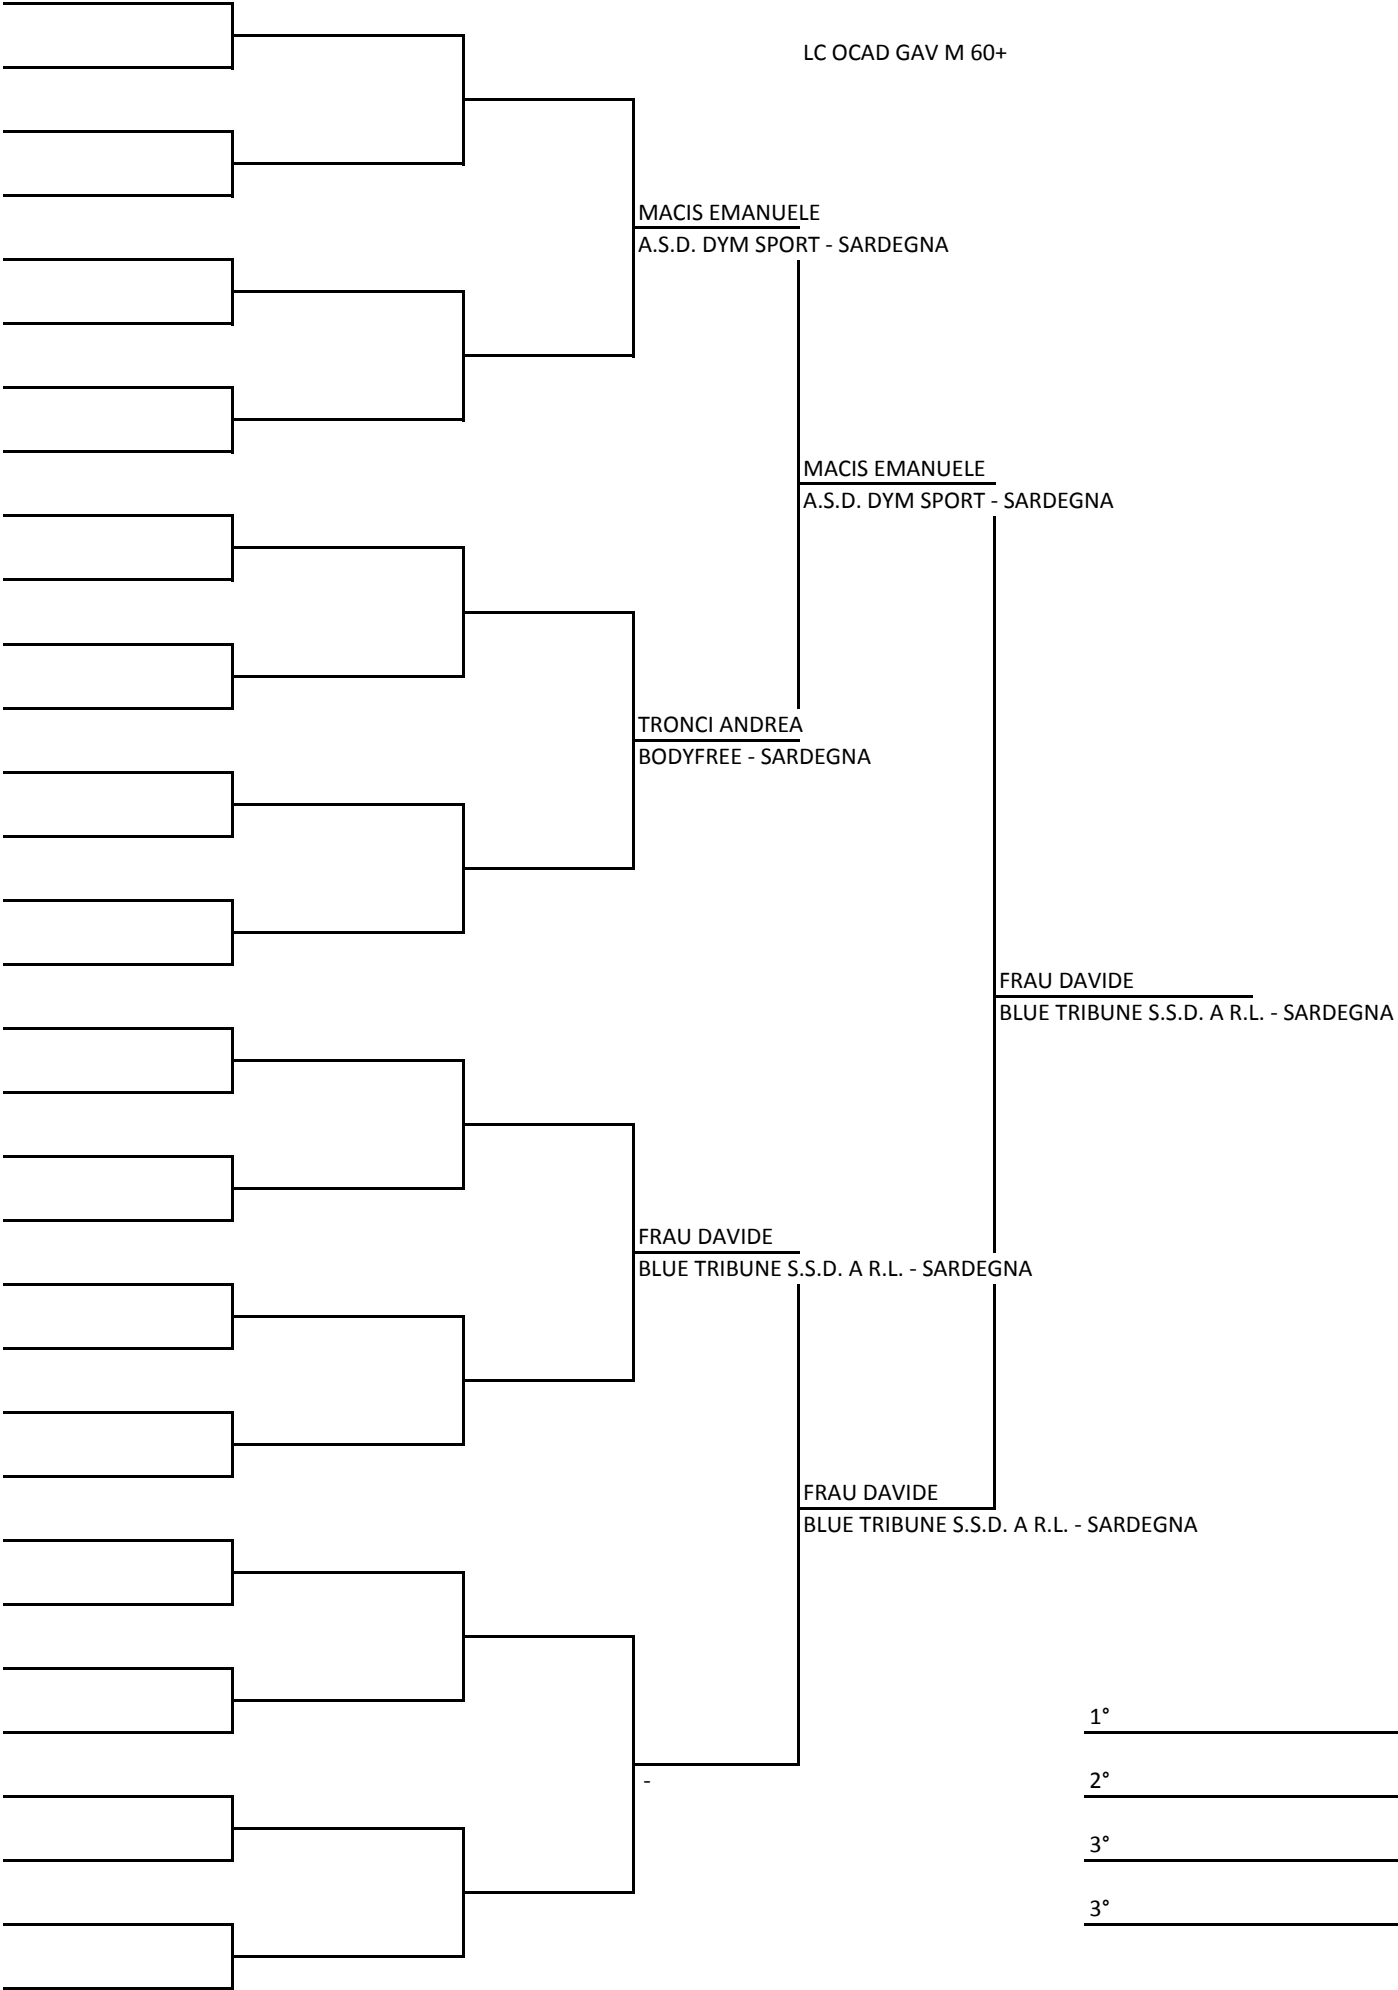 LC OCAD GAV M 60+
MACIS EMANUELE
A.S.D. DYM SPORT - SARDEGNA
MACIS EMANUELE
A.S.D. DYM SPORT - SARDEGNA
TRONCI ANDREA
BODYFREE - SARDEGNA
FRAU DAVIDE
BLUE TRIBUNE S.S.D. A R.L. - SARDEGNA
FRAU DAVIDE
BLUE TRIBUNE S.S.D. A R.L. - SARDEGNA
FRAU DAVIDE
BLUE TRIBUNE S.S.D. A R.L. - SARDEGNA
1°
-
2°
3°
3°